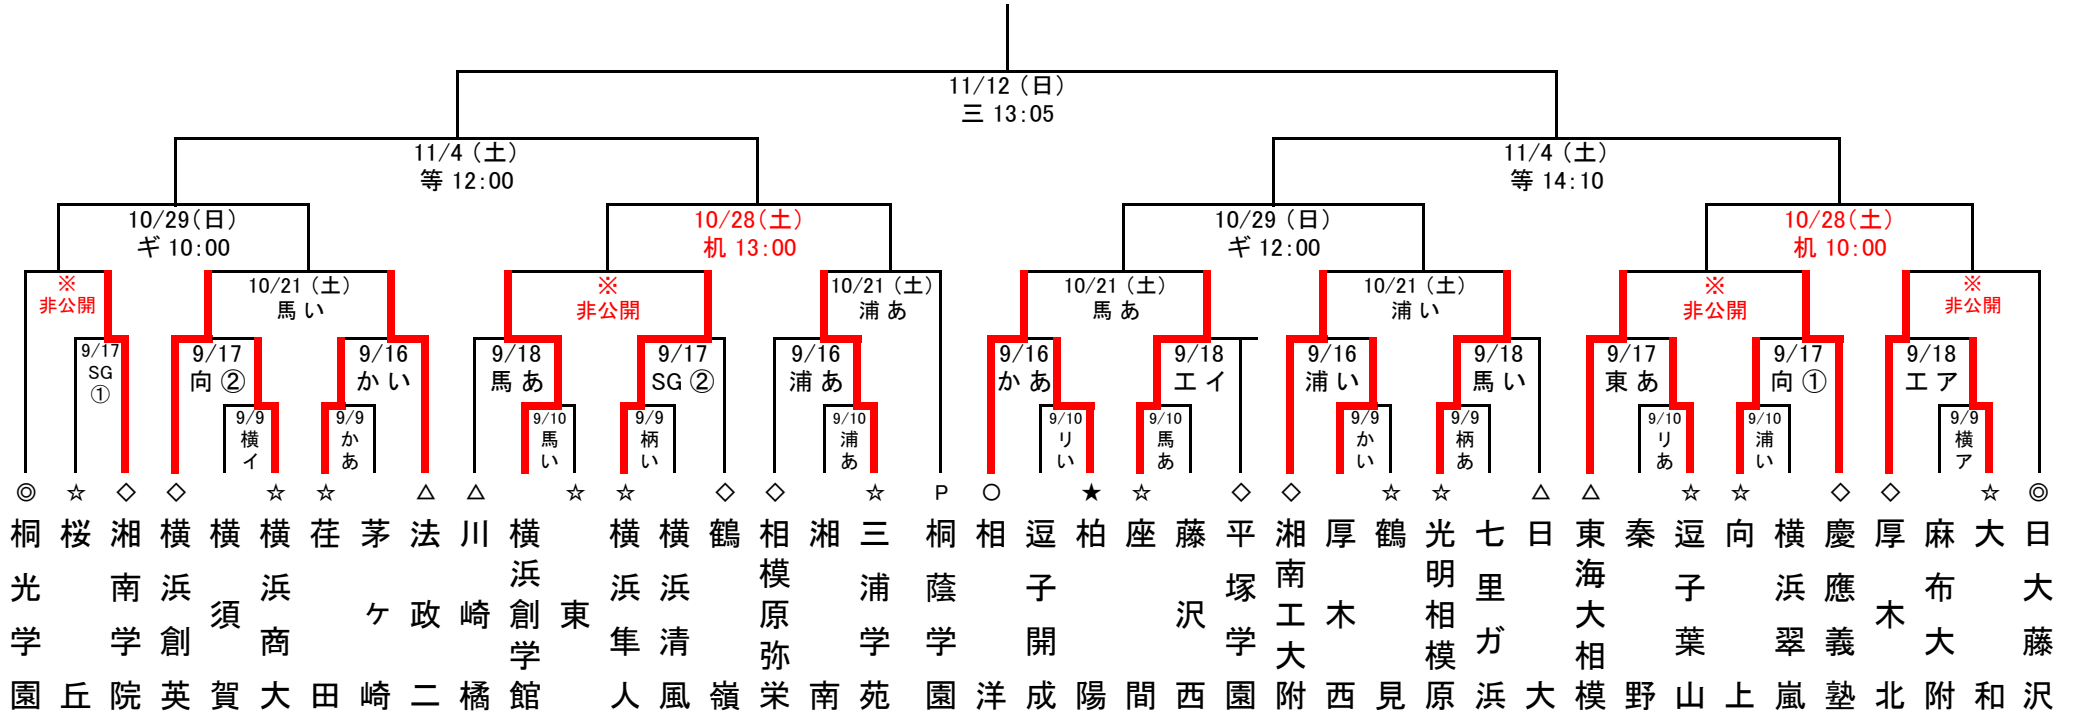 11/12（日）
三 13:05
11/4（土）
等 12:00
11/4（土）
等 14:10
10/29（日）
ギ 10:00
10/28（土）
机 13:00
10/29（日）
ギ 12:00
10/28（土）
机 10:00
※
非公開
10/21（土）
馬 い
※
非公開
10/21（土）
浦 あ
10/21（土）
馬 あ
10/21（土）
浦 い
※
非公開
※
非公開
9/17
SG
①
9/17
向 ②
9/16
か い
9/18
馬 あ
9/17
SG ②
9/16
浦 あ
9/16
か あ
9/18
エ イ
9/16
浦 い
9/18
馬 い
9/17
東 あ
9/17
向 ①
9/18
エ ア
9/9
横
イ
9/9
か
あ
9/10
馬
い
9/9
柄
い
9/10
浦
あ
9/10
リ
い
9/10
馬
あ
9/9
か
い
9/9
柄
あ
9/10
リ
あ
9/10
浦
い
9/9
横
ア
◎
桐光学園
☆
桜丘
◇
湘南学院
◇
横浜創英
横須賀
☆
横浜商大
☆
荏田
茅ヶ崎
△
法政二
△
川崎橘
横浜創学館
☆
東
☆
横浜隼人
横浜清風
◇
鶴嶺
◇
相模原弥栄
湘南
☆
三浦学苑
P
桐蔭学園
○
相洋
逗子開成
★
柏陽
☆
座間
藤沢西
◇
平塚学園
◇
湘南工大附
厚木西
☆
鶴見
☆
光明相模原
七里ガ浜
△
日大
△
東海大相模
秦野
☆
逗子葉山
☆
向上
横浜翠嵐
◇
慶應義塾
◇
厚木北
麻布大附
☆
大和
◎
日大藤沢